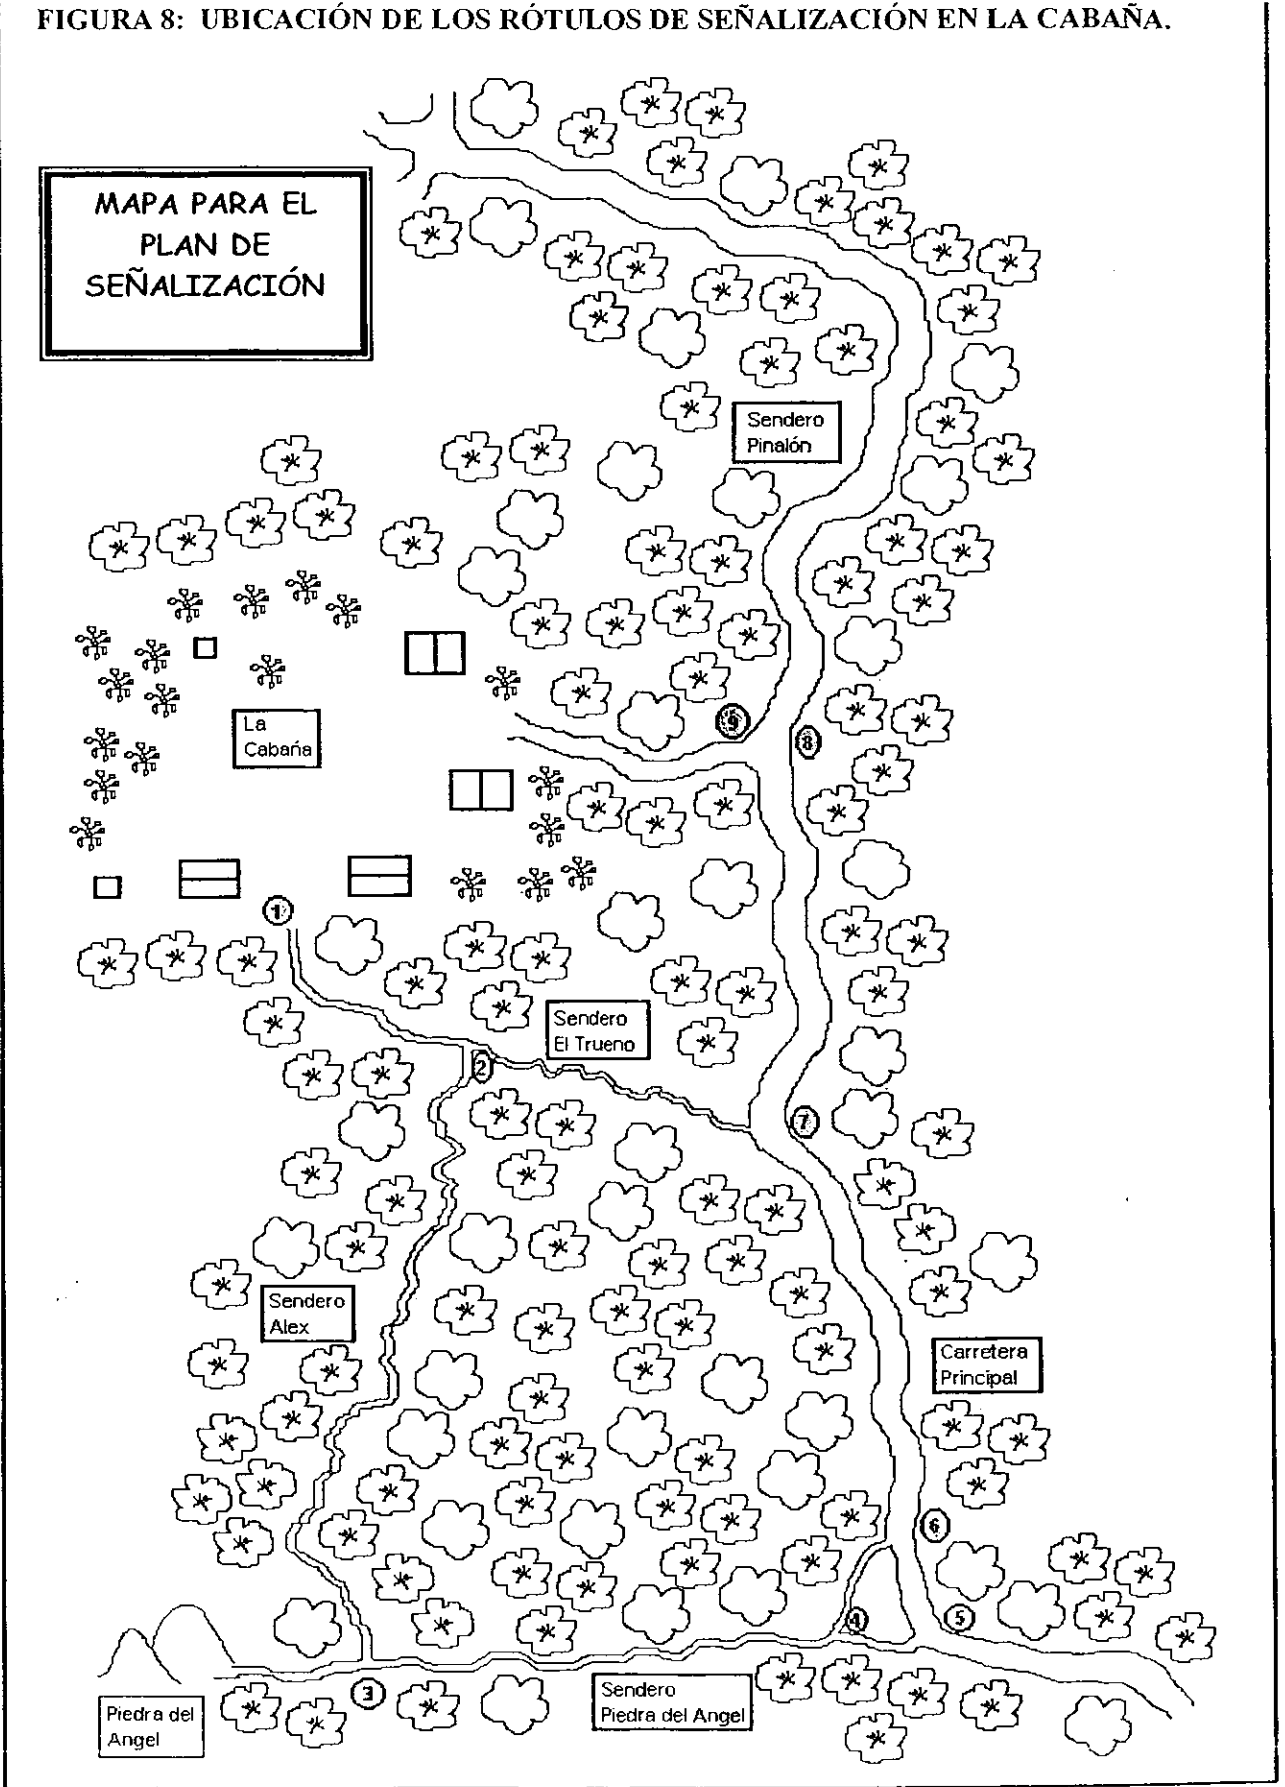 FIGURA 8: UBICACIÓN DE LOS RÓTULOS DE SEÑALIZACIÓN EN LA CABAÑA.
MAPA PARA EL
PLAN DE
SEÑALIZACIÓN
Sendero
Pinalón
La
Cabaña
9
8
1
Sendero
El Trueno
2
7
Sendero
Alex
Carretera
Principal
6
4
5
3
Sendero
Piedra del Angel
Piedra del
Angel